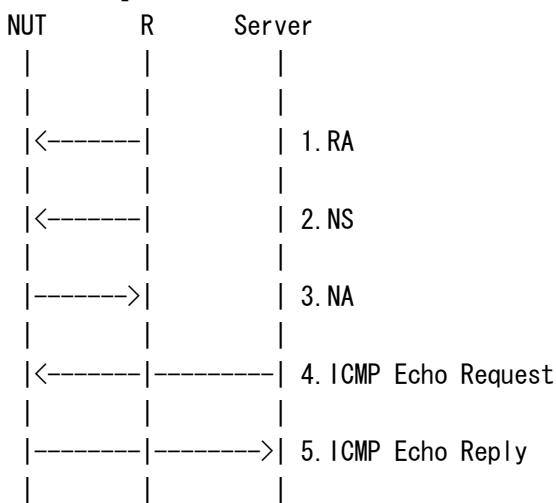 NUT R Server
| | |
| | |
|<-------| | 1.RA
| | |
|<-------| | 2.NS
| | |
|------->| | 3.NA
| | |
|<-------|---------| 4.ICMP Echo Request
| | |
|--------|-------->| 5.ICMP Echo Reply
| | |